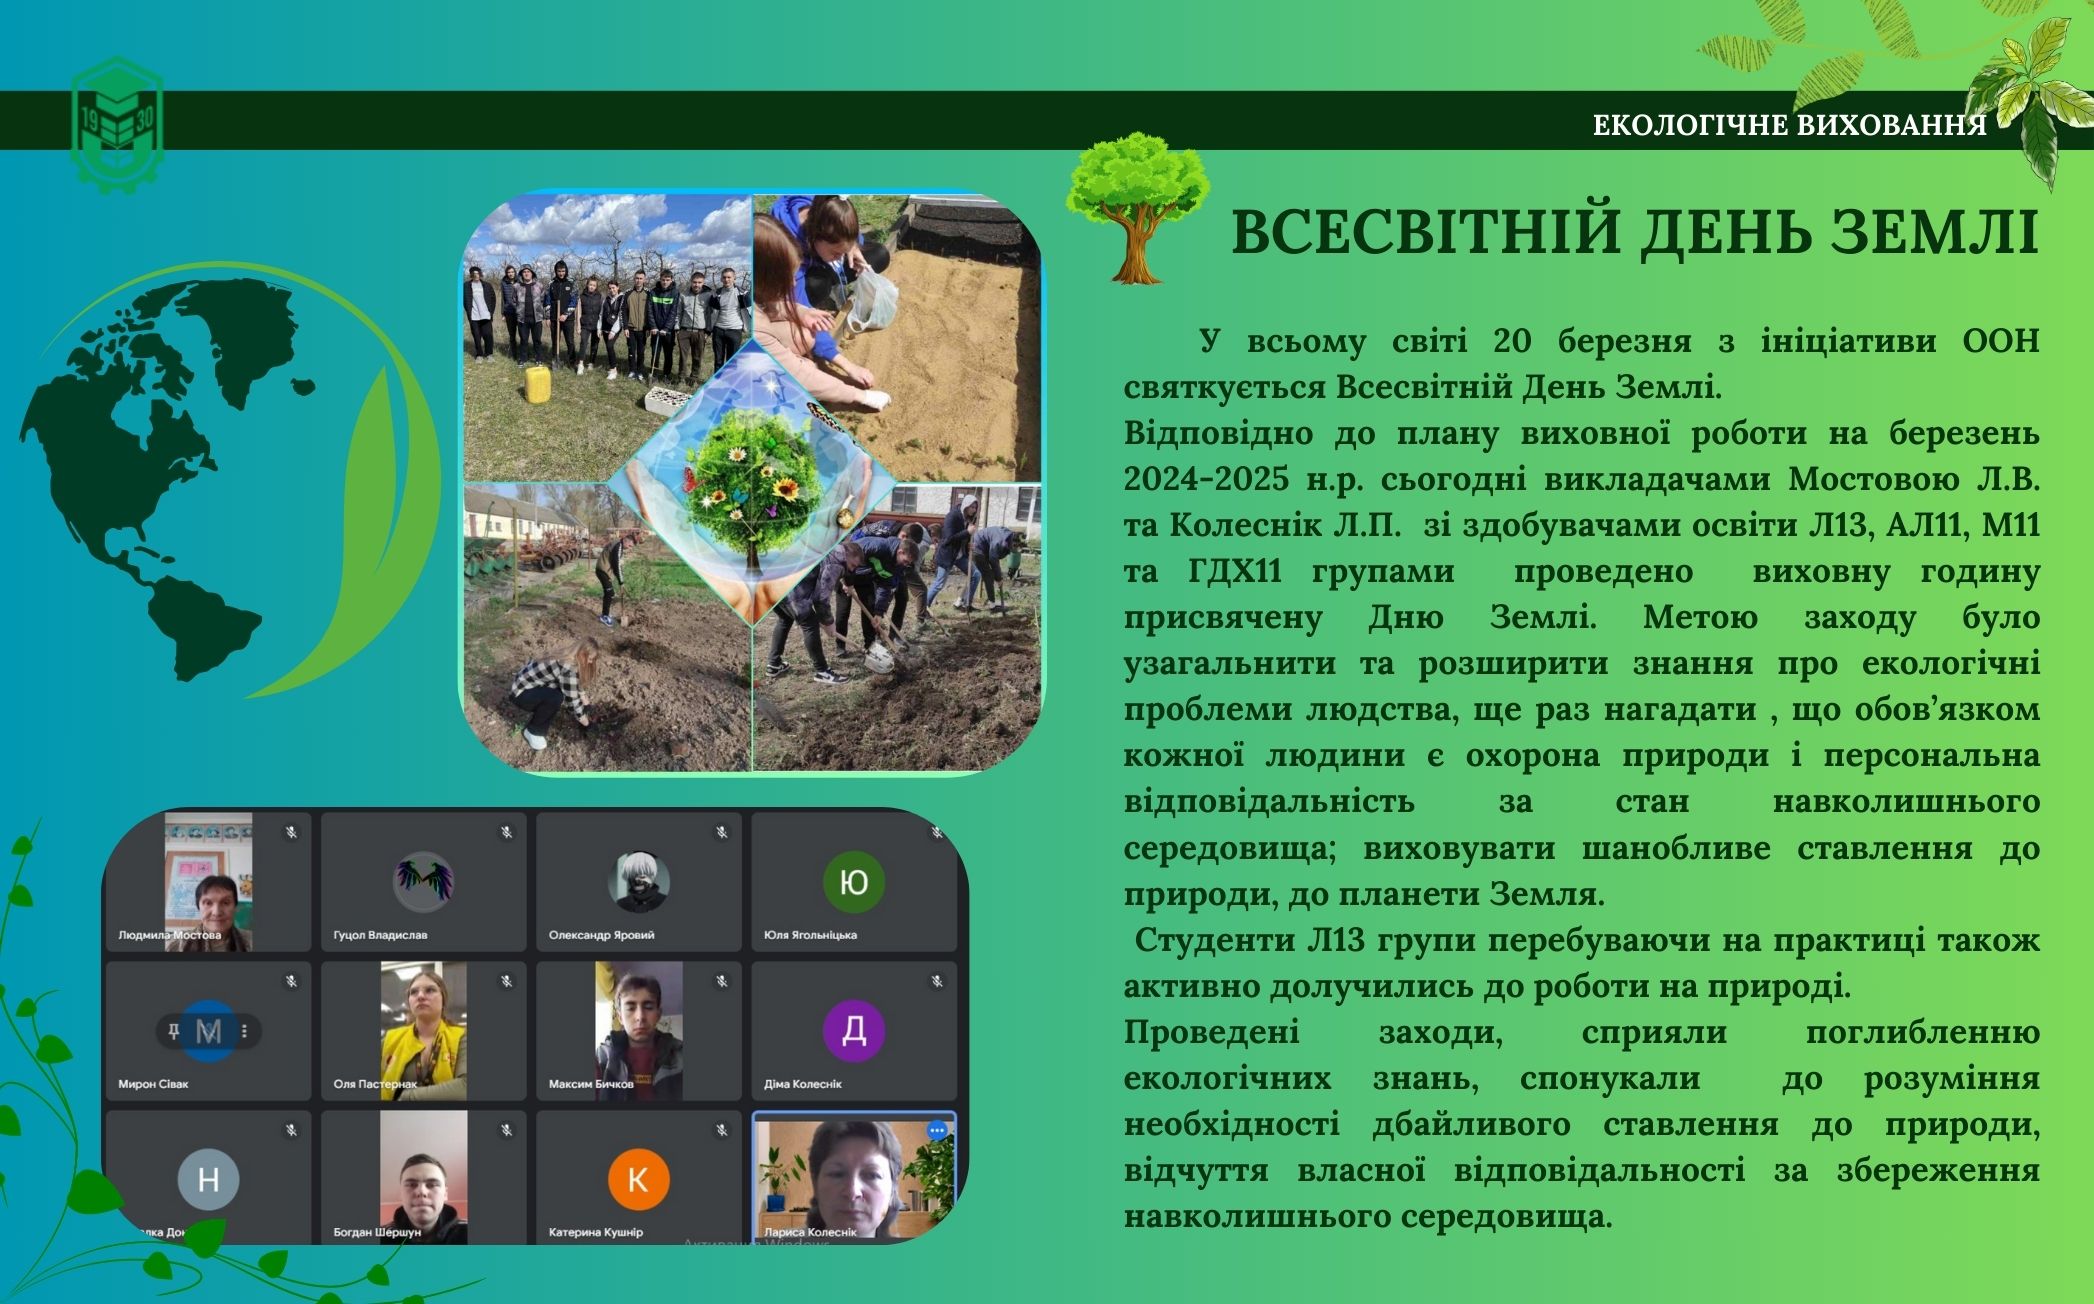 19 30
ЕКОЛОГІЧНЕ ВИХОВАННЯ
ВСЕСВІТНІЙ ДЕНЬ ЗЕМЛІ
У всьому світі 20 березня з ініціативи ООН
святкується Всесвітній День Землі.
Відповідно до плану виховної роботи на березень
2024-2025 н.р. сьогодні викладачами Мостовою Л.В.
та Колеснік Л.П. зі здобувачами освіти Л13, АЛ11, М11
та ГДХ11 групами проведено виховну годину
присвячену Дню Землі. Метою заходу було
узагальнити та розширити знання про екологічні
проблеми людства, ще раз нагадати , що обов’язком
кожної людини є охорона природи і персональна
відповідальність за стан навколишнього
середовища; виховувати шанобливе ставлення до
природи, до планети Земля.
Студенти Л13 групи перебуваючи на практиці також
активно долучились до роботи на природі.
Проведені заходи, сприяли поглибленню
екологічних знань, спонукали до розуміння
необхідності дбайливого ставлення до природи,
відчуття власної відповідальності за збереження
навколишнього середовища.
Людмила Мостова
Гуцол Владислав
Олександр Яровий
Ю
Юля Ягольніцька
М
Мирон Сівак
Оля Пастернак
Максим Бичков
Д
Діма Колеснік
Н
Богдан Шершун
К
Катерина Кушнір
Лариса Колеснік
Активация Windows